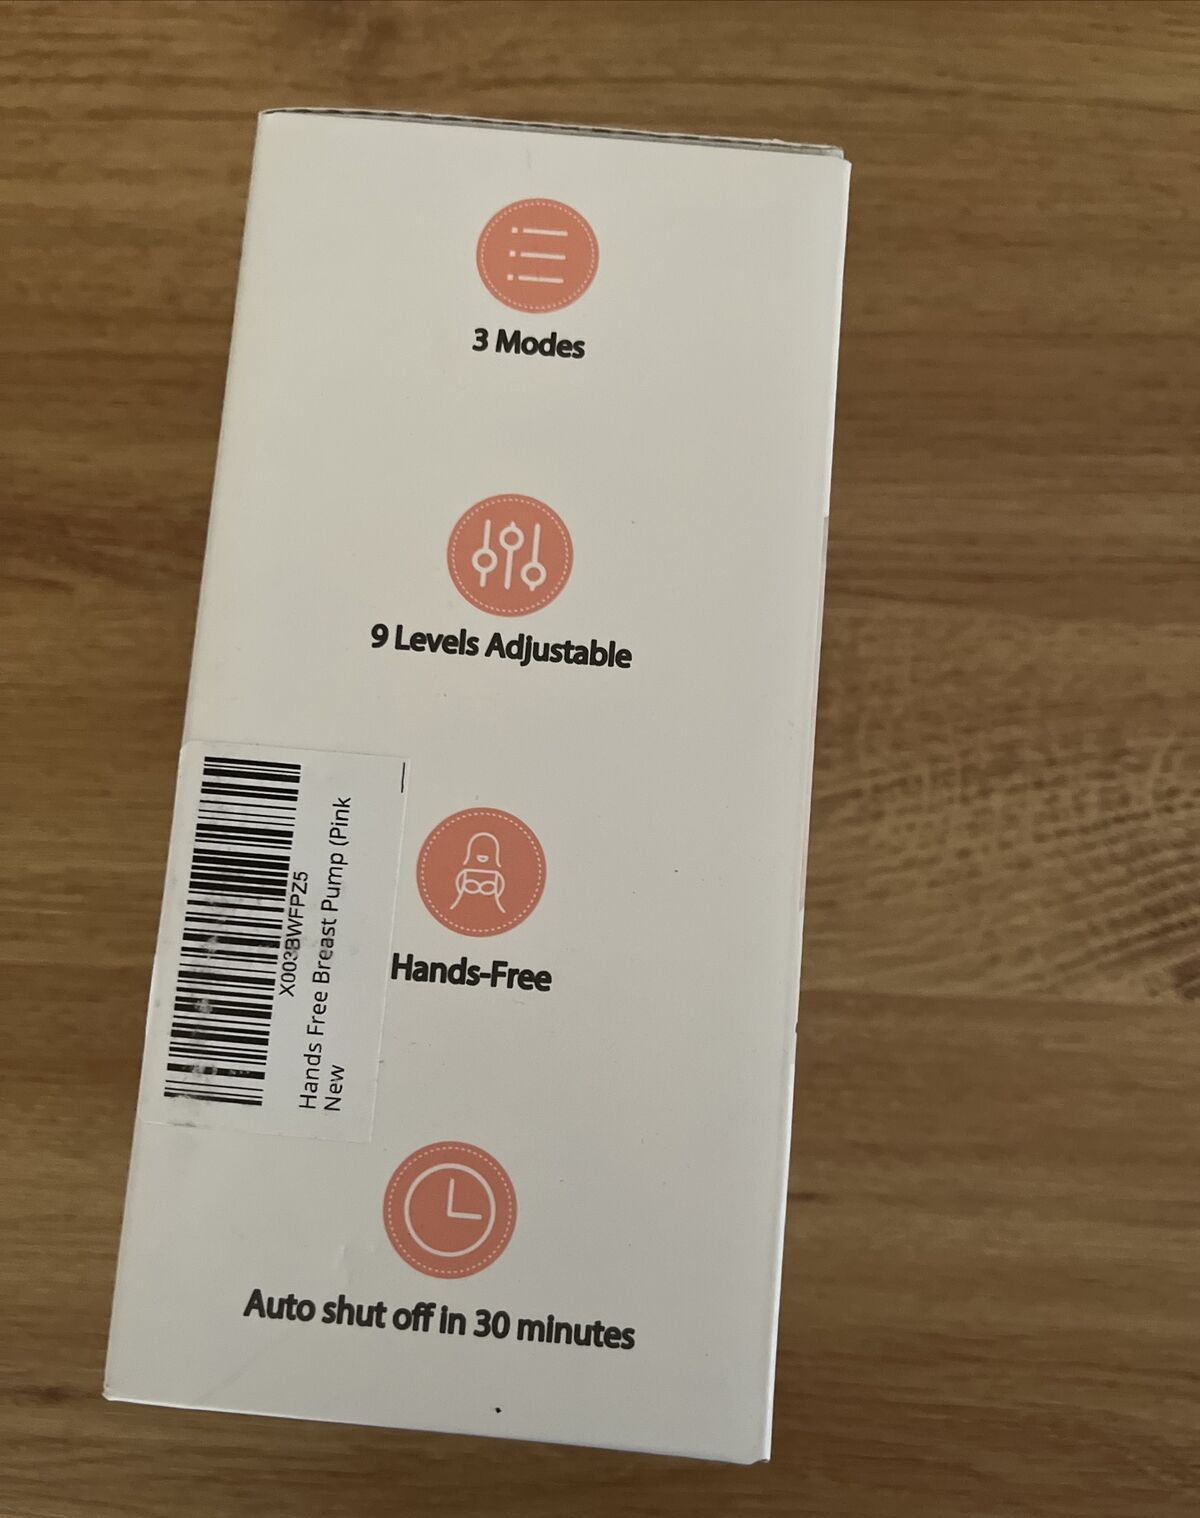 3 Modes
9 Levels Adjustable
X003BWFPZ5
Hands Free Breast Pump (Pink
New
Hands-Free
Auto shut off in 30 minutes